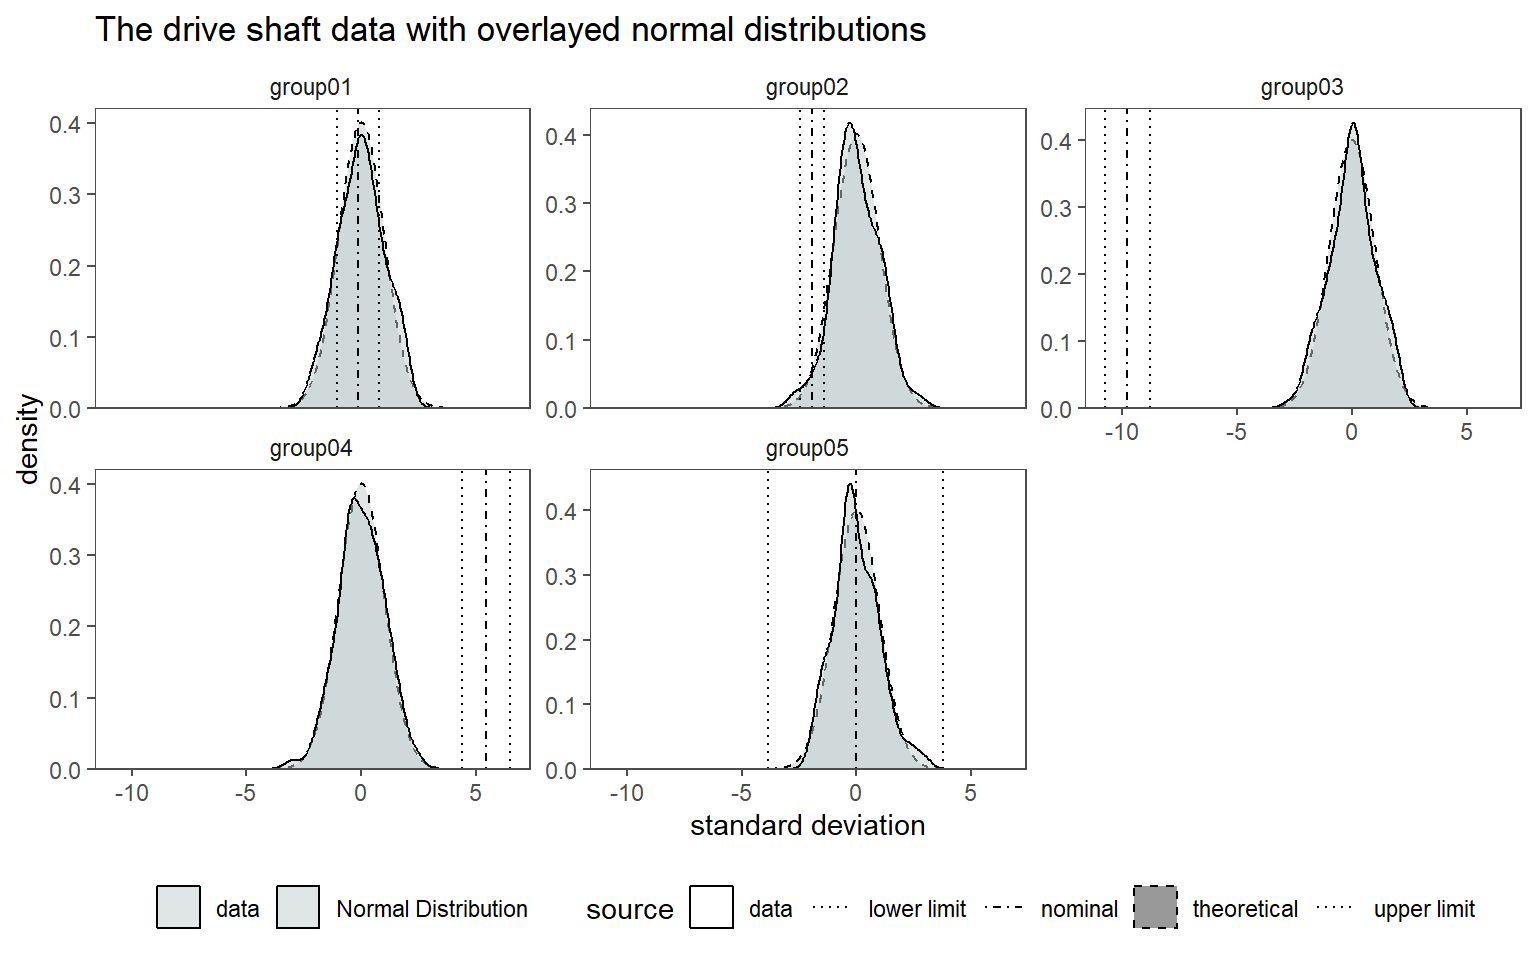 The drive shaft data with overlayed normal distributions
group01
group02
group03
0.4
0.3
0.2
0.1
0.0
0.4
0.3
0.2
0.1
0.0
0.4
0.3
0.2
0.1
0.0
-10 -5 0 5
density
group04
group05
0.4
0.3
0.2
0.1
0.0
-10 -5 0 5
0.4
0.3
0.2
0.1
0.0
-10 -5 0 5
standard deviation
data Normal Distribution source data lower limit nominal theoretical upper limit